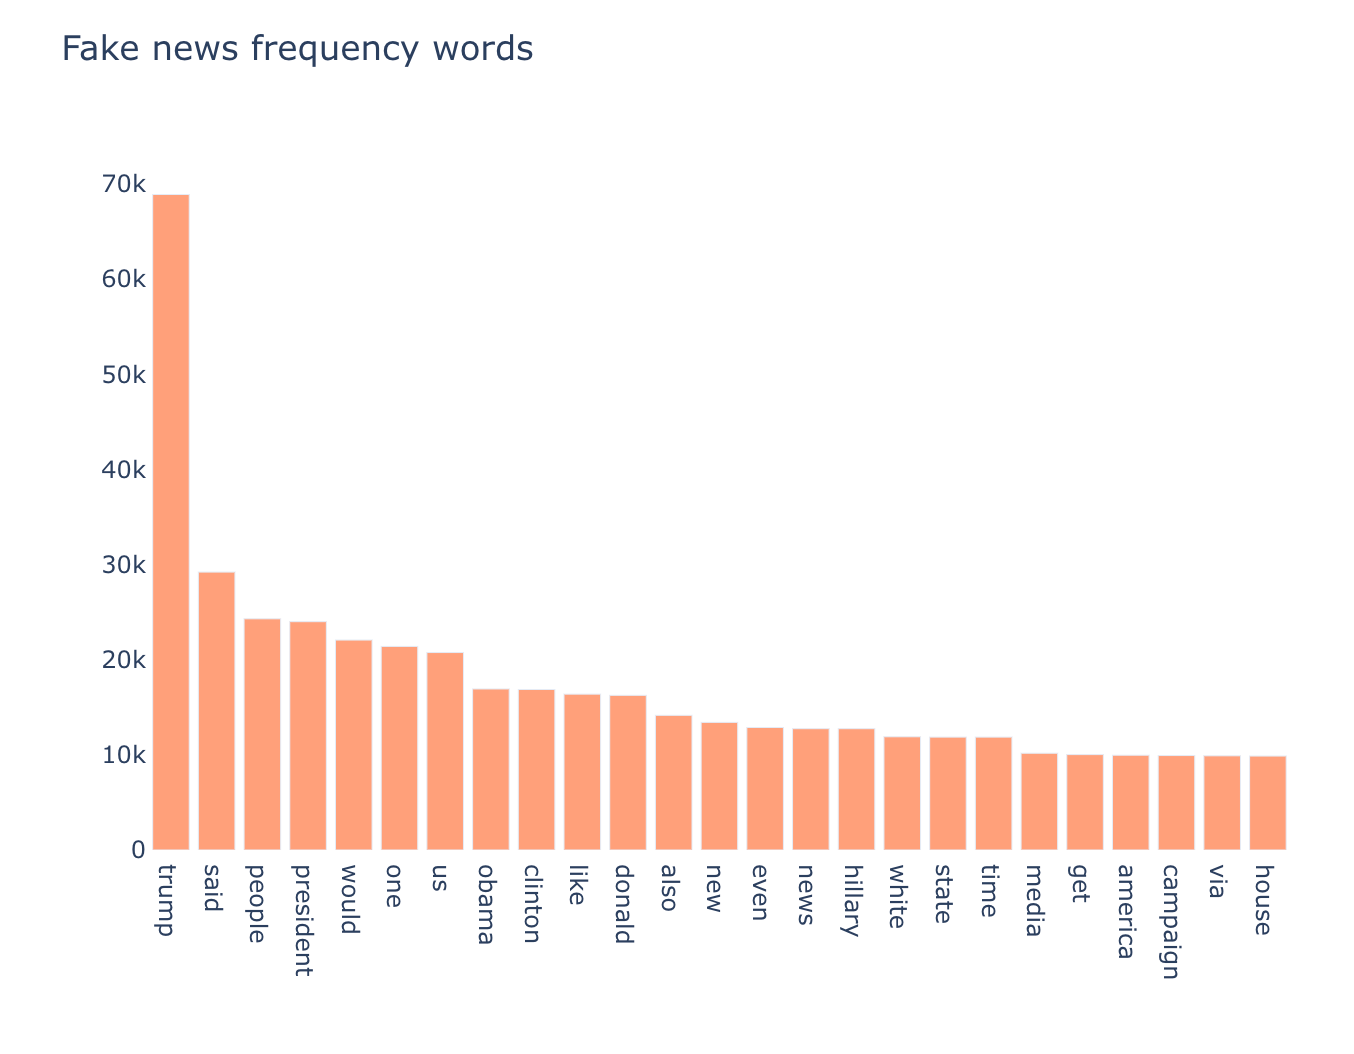 Fake news frequency words
70k
60k
50k
40k
30k
20k
10k
0
trump
said
people
president
would
one
us
obama
clinton
like
donald
also
new
even
news
hillary
white
state
time
media
get
america
campaign
via
house